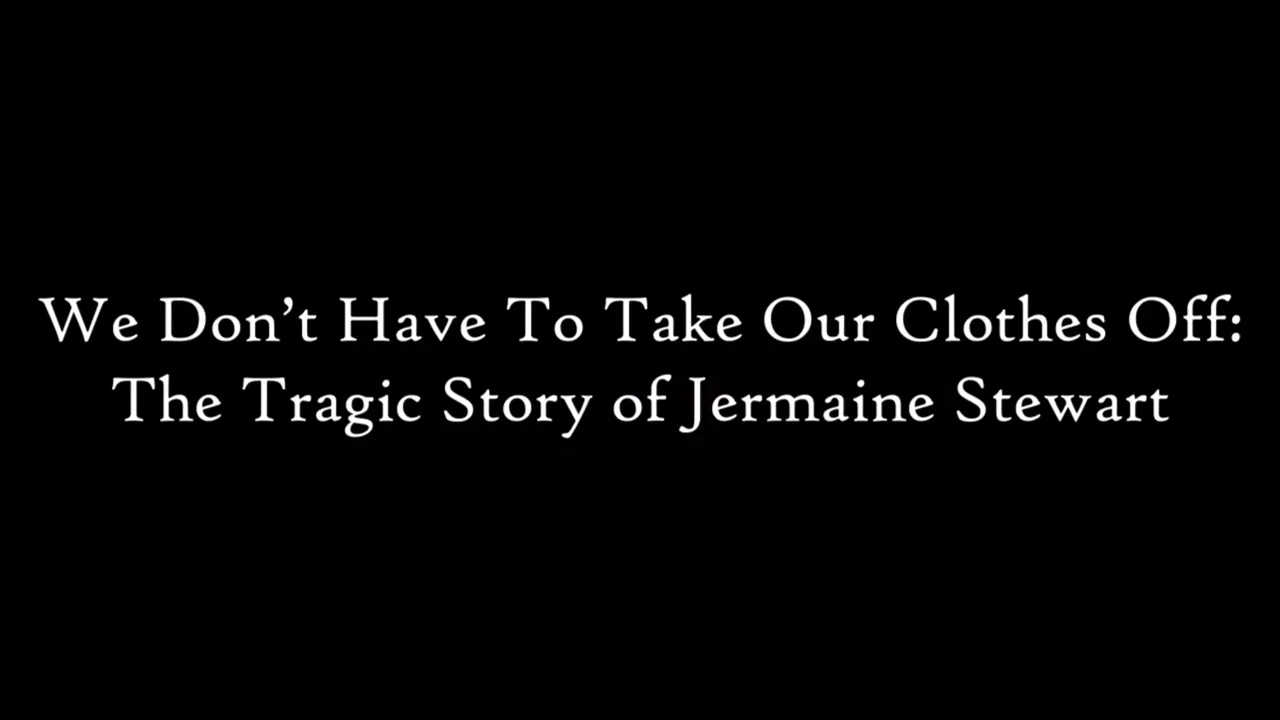 We Don’t Have To Take Our Clothes Off:
The Tragic Story of Jermaine Stewart